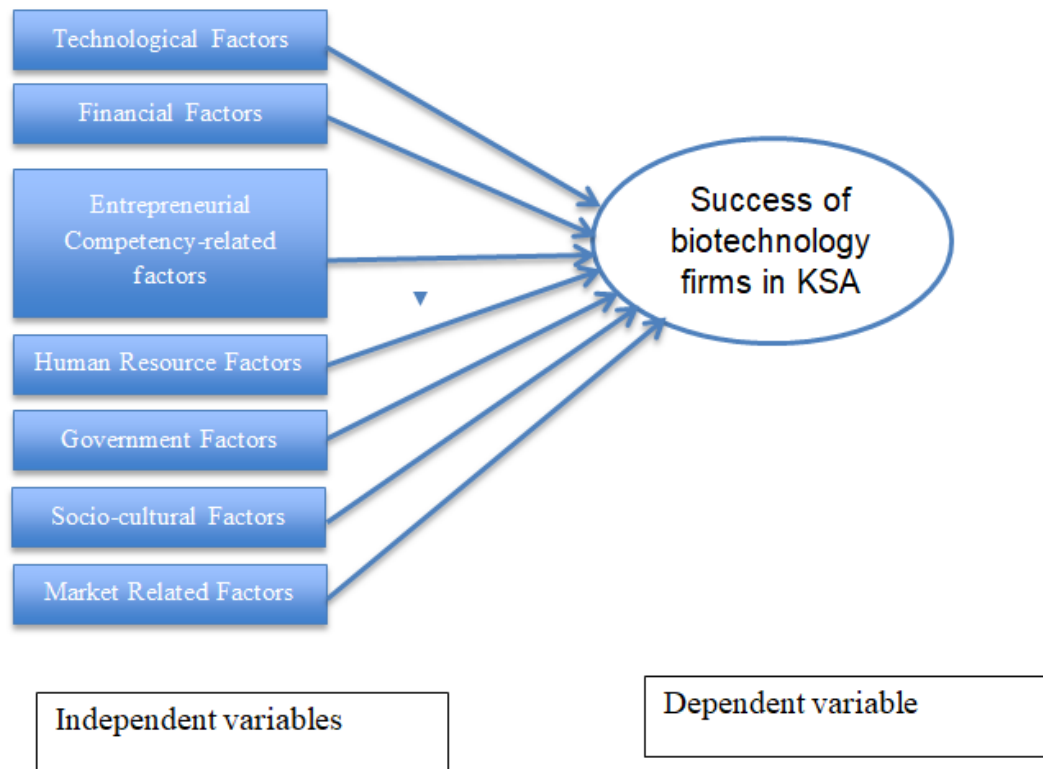 Technological Factors
Financial Factors
Entrepreneurial
Competency-related
factors
Human Resource Factors
Government Factors
Socio-cultural Factors
Market Related Factors
Success of
biotechnology
firms in KSA
Independent variables
Dependent variable